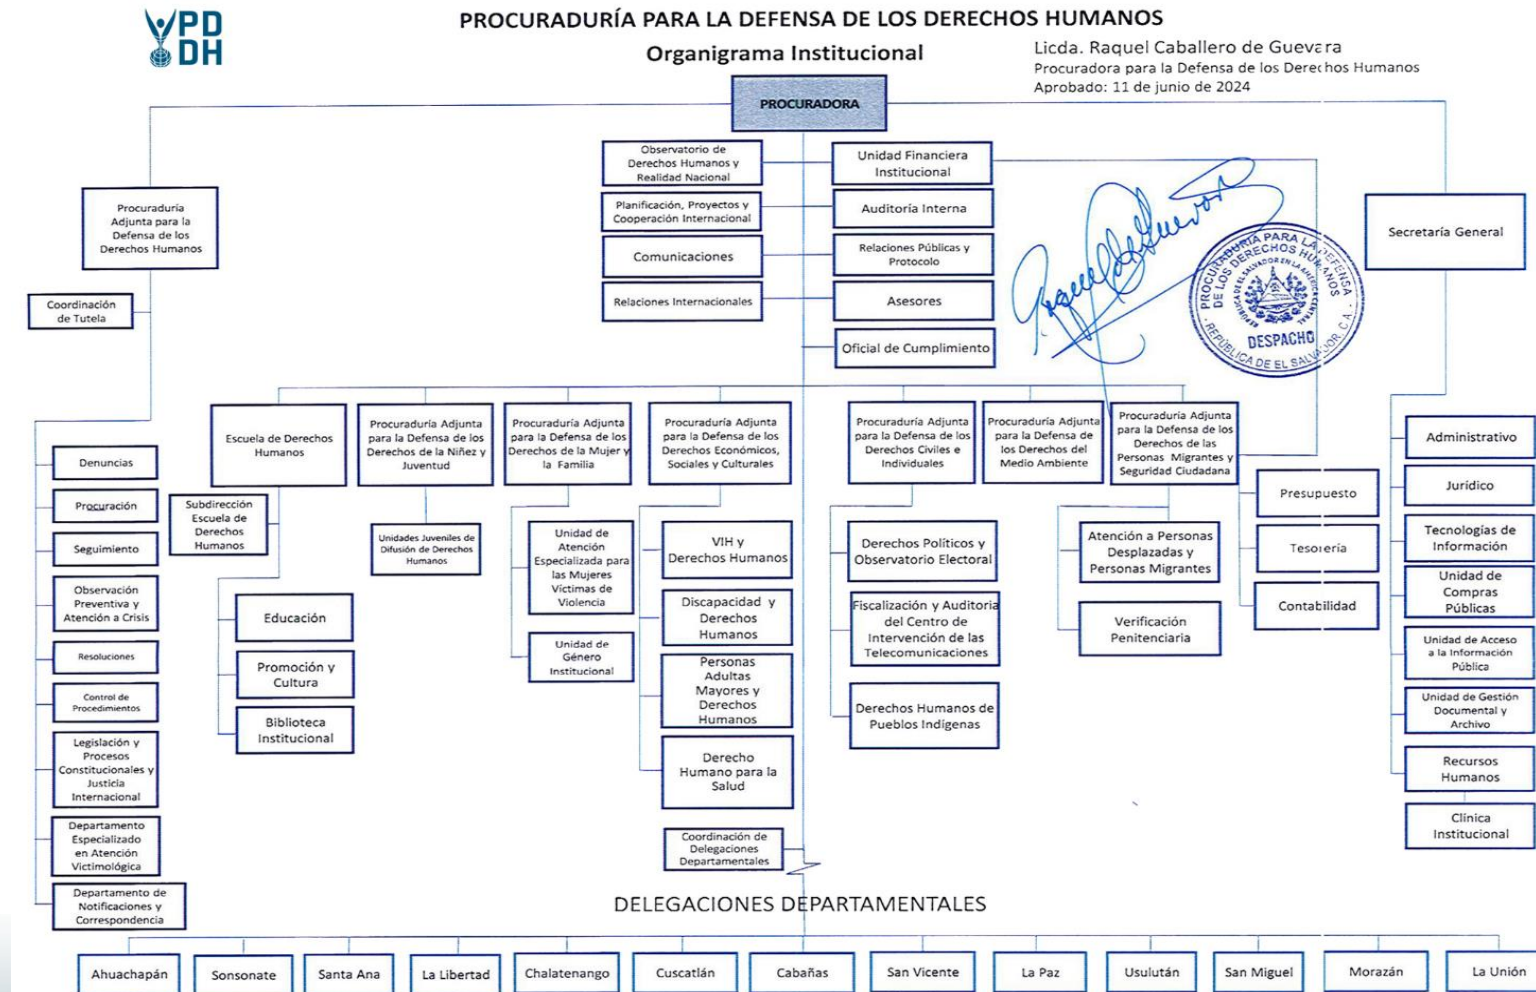 PD
DH
PROCURADURÍA PARA LA DEFENSA DE LOS DERECHOS HUMANOS
Organigrama Institucional
Licda. Raquel Caballero de Guevara
Procuradora para la Defensa de los Derechos Humanos
Aprobado: 11 de junio de 2024
PROCURADORA
Observatorio de
Derechos Humanos y
Realidad Nacional
Unidad Financiera
Institucional
Planificación, Proyectos y
Cooperación Internacional
Auditoría Interna
Comunicaciones
Relaciones Públicas y
Protocolo
Relaciones Internacionales
Asesores
Oficial de Cumplimiento
Procuraduría
Adjunta para la
Defensa de los
Derechos Humanos
Secretaría General
PROCURADURIA PARA LA DEFENSA
DE LOS DERECHOS HUMANOS
REPÚBLICA DE EL SALVADOR EN LA AMERICA CENTRAL
DESPACHO
REPÚBLICA DE EL SALVADOR, C.A.
Coordinación
de Tutela
Denuncias
Procuración
Seguimiento
Observación
Preventiva y
Atención a Crisis
Resoluciones
Control de
Procedimientos
Legislación y
Procesos
Constitucionales y
Justicia
Internacional
Departamento
Especializado
en Atención
Victimológica
Departamento de
Notificaciones y
Correspondencia
Escuela de Derechos
Humanos
Subdirección
Escuela de
Derechos
Humanos
Educación
Promoción y
Cultura
Biblioteca
Institucional
Procuraduría Adjunta
para la Defensa de los
Derechos de la Niñez y
Juventud
Unidades Juveniles de
Difusión de Derechos
Humanos
Procuraduría Adjunta
para la Defensa de los
Derechos de la Mujer y
la Familia
Unidad de
Atención
Especializada para
las Mujeres
Víctimas de
Violencia
Unidad de
Género
Institucional
Procuraduría Adjunta
para la Defensa de los
Derechos Económicos,
Sociales y Culturales
VIH y
Derechos Humanos
Discapacidad y
Derechos
Humanos
Personas
Adultas
Mayores y
Derechos
Humanos
Derecho
Humano para la
Salud
Procuraduría Adjunta
para la Defensa de los
Derechos Civiles e
Individuales
Derechos Políticos y
Observatorio Electoral
Fiscalización y Auditoria
del Centro de
Intervención de las
Telecomunicaciones
Derechos Humanos de
Pueblos Indígenas
Procuraduría Adjunta
para la Defensa de
los Derechos del
Medio Ambiente
Procuraduría Adjunta
para la Defensa de los
Derechos de las
Personas Migrantes y
Seguridad Ciudadana
Atención a Personas
Desplazadas y
Personas Migrantes
Verificación
Penitenciaria
Presupuesto
Tesorería
Contabilidad
Administrativo
Jurídico
Tecnologías de
Información
Unidad de
Compras
Públicas
Unidad de Acceso
a la Información
Pública
Unidad de Gestión
Documental y
Archivo
Recursos
Humanos
Clínica
Institucional
Coordinación de
Delegaciones
Departamentales
DELEGACIONES DEPARTAMENTALES
Ahuachapán
Sonsonate
Santa Ana
La Libertad
Chalatenango
Cuscatlán
Cabañas
San Vicente
La Paz
Usulután
San Miguel
Morazán
La Unión